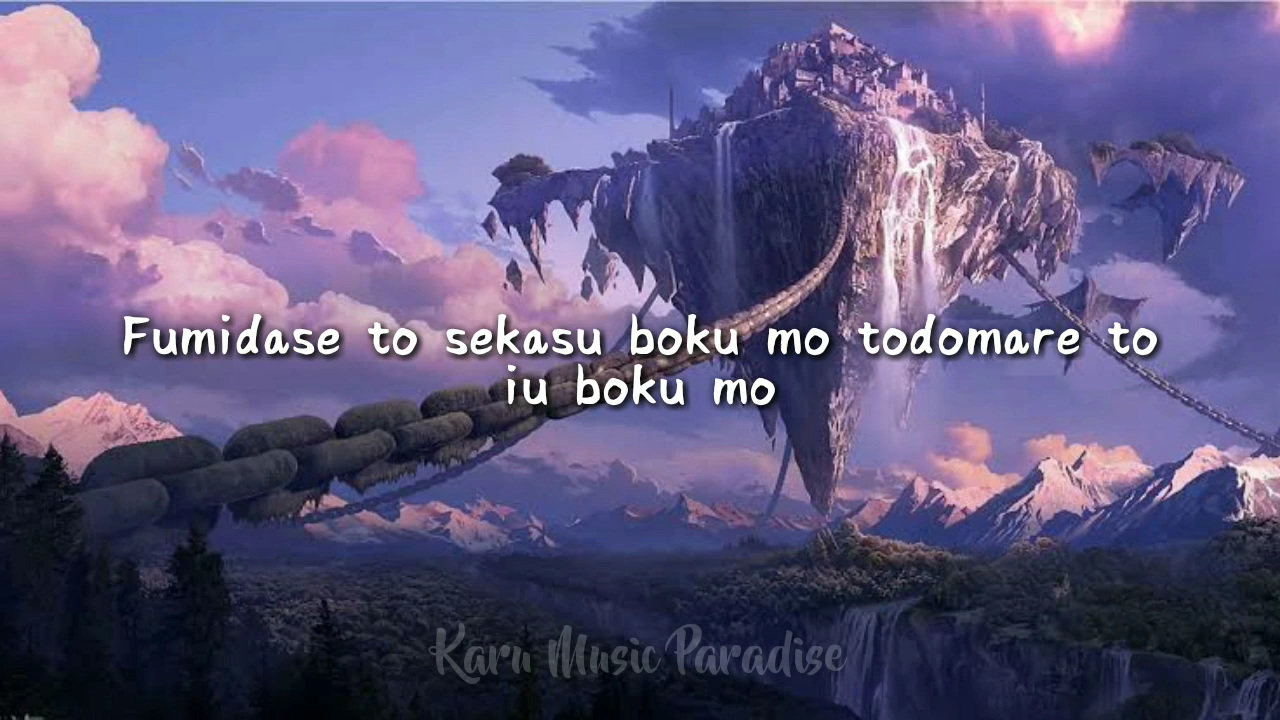 Fumidase to sekasu boku mo todomare to
iu boku mo
Karu Music Paradise